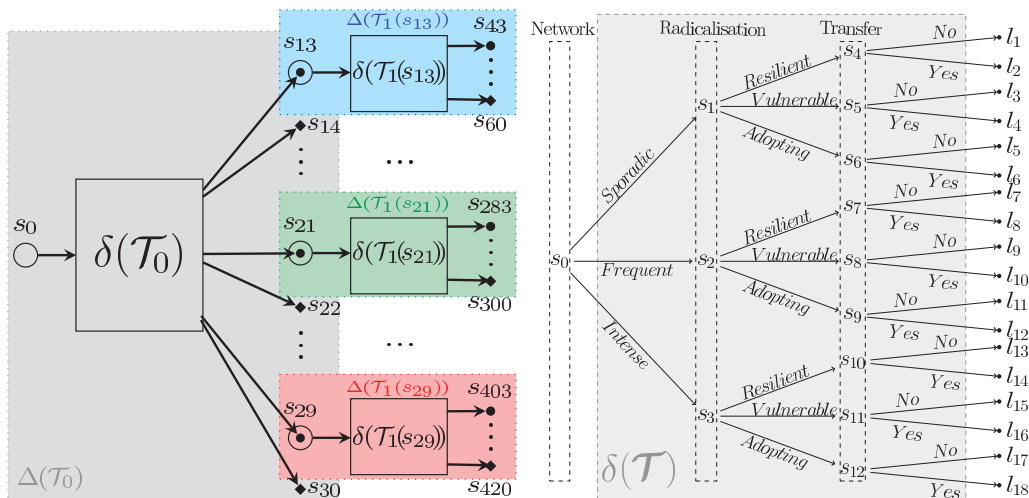 Δ(𝒯₁(s₁₃))
s₁₃
δ(𝒯₁(s₁₃))
s₄₃
s₆₀
s₁₄
...
Δ(𝒯₁(s₂₁))
s₀
δ(𝒯₀)
s₂₁
δ(𝒯₁(s₂₁))
s₂₈₃
s₃₀₀
s₂₂
...
Δ(𝒯₁(s₂₉))
s₂₉
δ(𝒯₁(s₂₉))
s₄₀₃
s₄₂₀
s₃₀
Δ(𝒯₀)
Network
Radicalisation
Transfer
s₀
Sporadic
Frequent
Intense
s₁
Resilient
Vulnerable
Adopting
s₂
Resilient
Vulnerable
Adopting
s₃
Resilient
Vulnerable
Adopting
s₄
No
l₁
Yes
l₂
s₅
No
l₃
Yes
l₄
s₆
No
l₅
Yes
l₆
s₇
No
l₇
Yes
l₈
s₈
No
l₉
Yes
l₁₀
s₉
No
l₁₁
Yes
l₁₂
s₁₀
No
l₁₃
Yes
l₁₄
s₁₁
No
l₁₅
Yes
l₁₆
s₁₂
No
l₁₇
Yes
l₁₈
δ(𝒯)